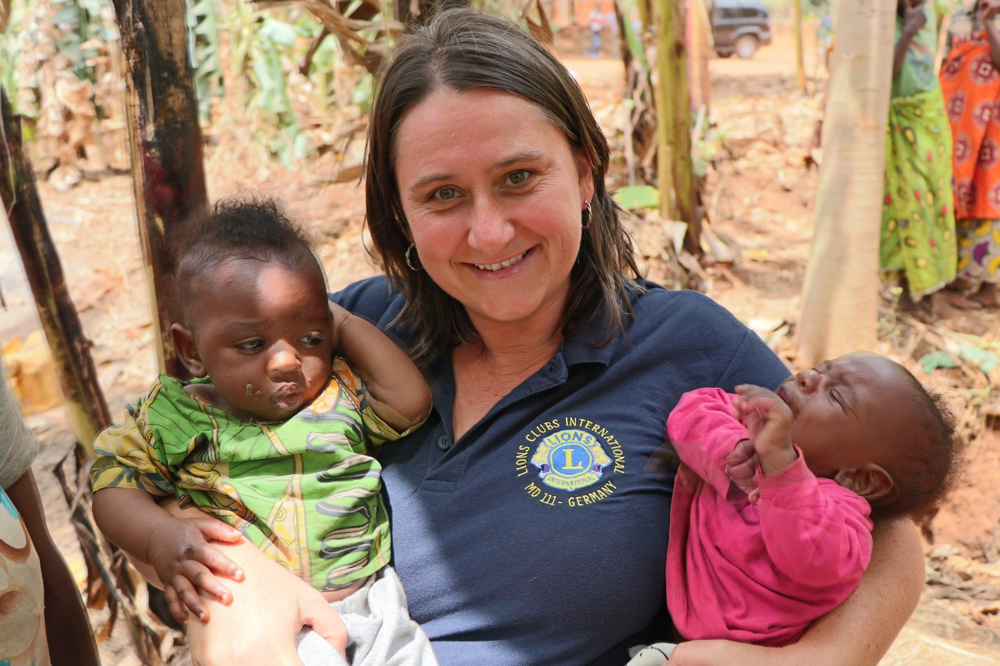 LIONS CLUBS INTERNATIONAL
LIONS
L
INTERNATIONAL
MD 111 - GERMANY